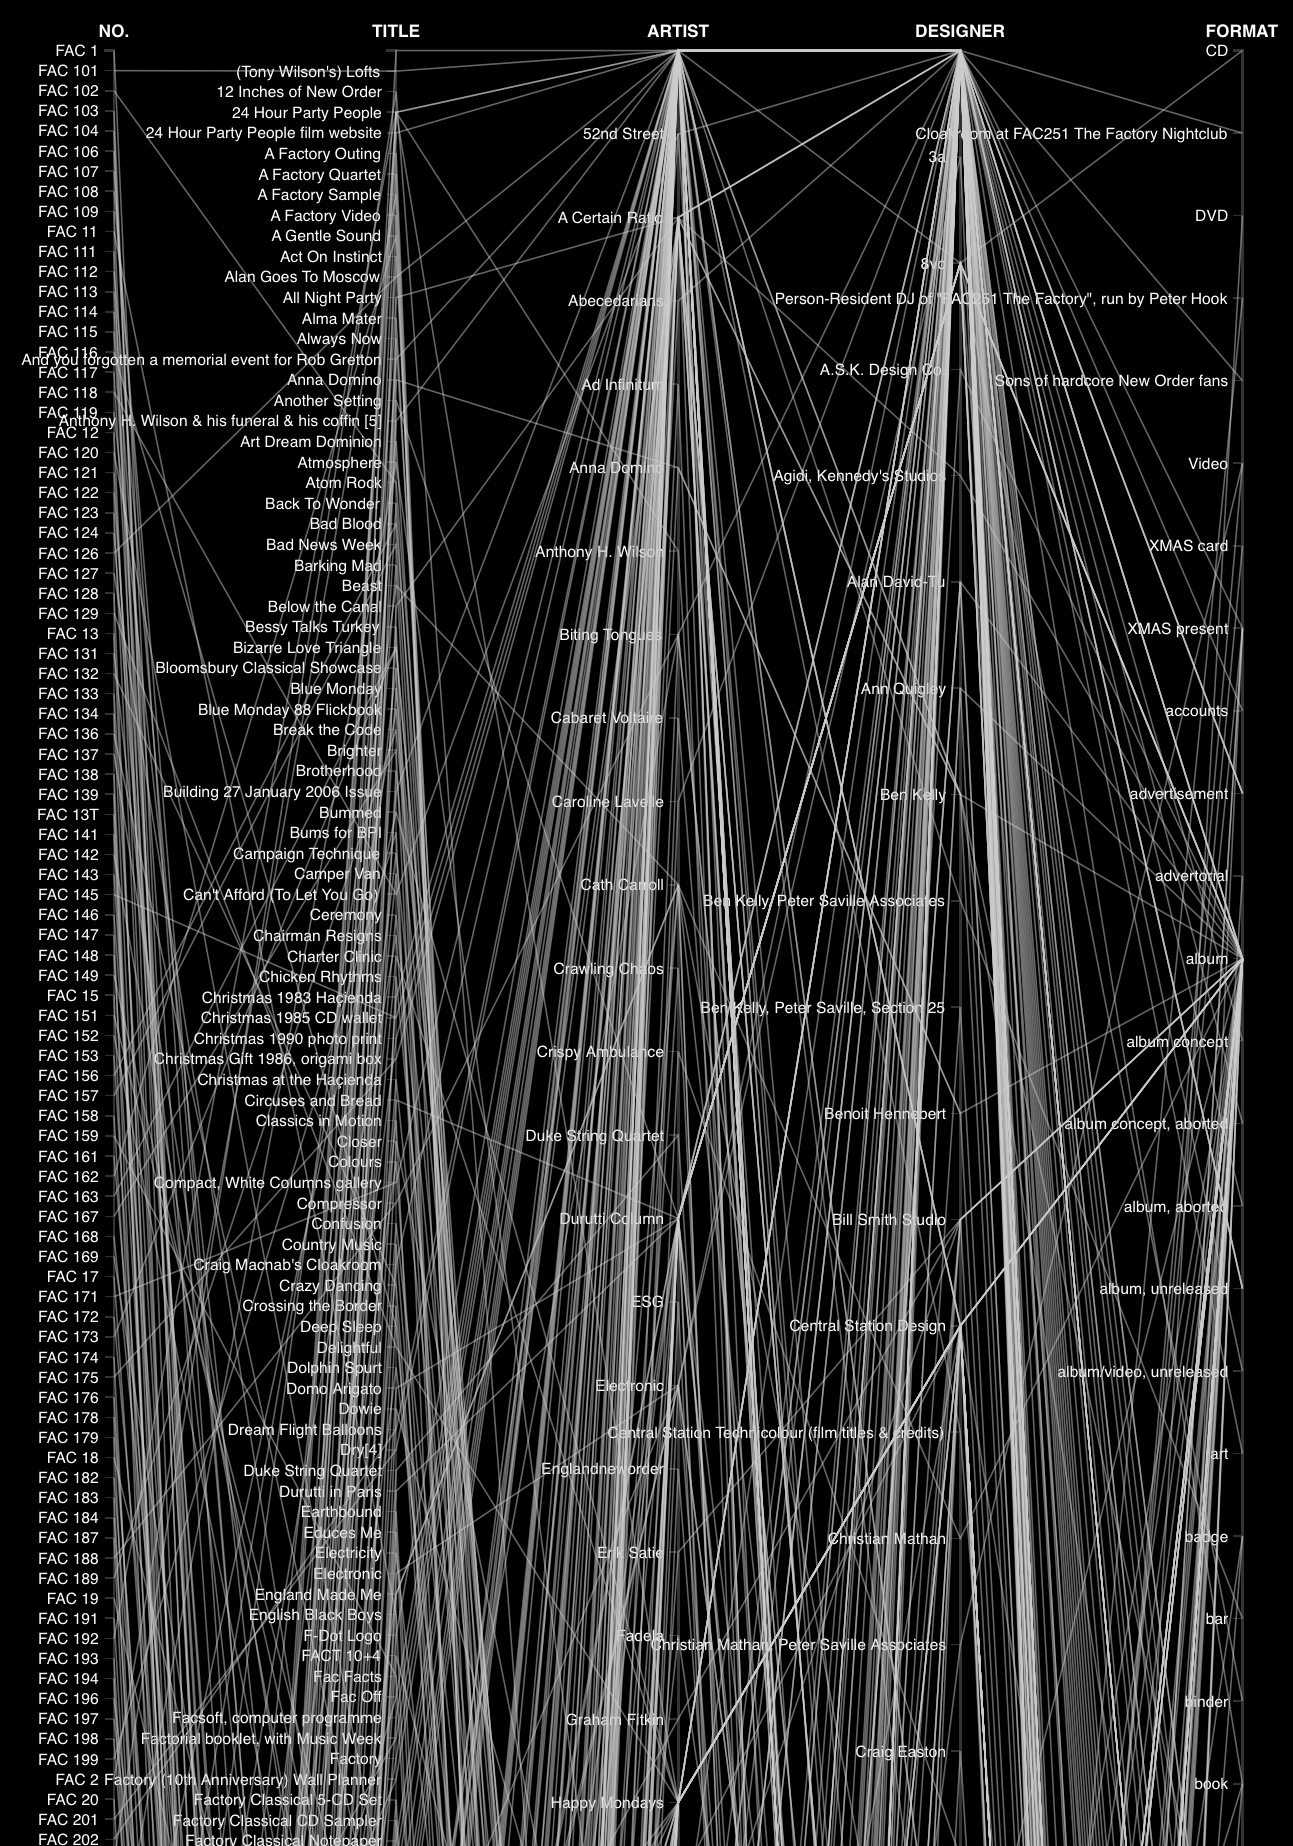 NO.
TITLE
ARTIST
DESIGNER
FORMAT
FAC 1
FAC 101
FAC 102
FAC 103
FAC 104
FAC 106
FAC 107
FAC 108
FAC 109
FAC 11
FAC 111
FAC 112
FAC 113
FAC 114
FAC 115
FAC 116
FAC 117
FAC 118
FAC 119
FAC 12
FAC 120
FAC 121
FAC 122
FAC 123
FAC 124
FAC 126
FAC 127
FAC 128
FAC 129
FAC 13
FAC 131
FAC 132
FAC 133
FAC 134
FAC 136
FAC 137
FAC 138
FAC 139
FAC 13T
FAC 141
FAC 142
FAC 143
FAC 145
FAC 146
FAC 147
FAC 148
FAC 149
FAC 15
FAC 151
FAC 152
FAC 153
FAC 156
FAC 157
FAC 158
FAC 159
FAC 161
FAC 162
FAC 163
FAC 167
FAC 168
FAC 169
FAC 17
FAC 171
FAC 172
FAC 173
FAC 174
FAC 175
FAC 176
FAC 178
FAC 179
FAC 18
FAC 182
FAC 183
FAC 184
FAC 187
FAC 188
FAC 189
FAC 19
FAC 191
FAC 192
FAC 193
FAC 194
FAC 196
FAC 197
FAC 198
FAC 199
FAC 2
FAC 20
FAC 201
FAC 202
(Tony Wilson's) Lofts
12 Inches of New Order
24 Hour Party People
24 Hour Party People film website
A Factory Outing
A Factory Quartet
A Factory Sample
A Factory Video
A Gentle Sound
Act On Instinct
Alan Goes To Moscow
All Night Party
Alma Mater
Always Now
And you forgotten a memorial event for Rob Gretton
Anna Domino
Another Setting
Anthony H. Wilson & his funeral & his coffin [5]
Art Dream Dominion
Atmosphere
Atom Rock
Back To Wonder
Bad Blood
Bad News Week
Barking Mad
Beast
Below the Canal
Bessy Talks Turkey
Bizarre Love Triangle
Bloomsbury Classical Showcase
Blue Monday
Blue Monday 88 Flickbook
Break the Code
Brighter
Brotherhood
Building 27 January 2006 Issue
Bummed
Bums for BPI
Campaign Technique
Camper Van
Can't Afford (To Let You Go)
Ceremony
Chairman Resigns
Charter Clinic
Chicken Rhythms
Christmas 1983 Hacienda
Christmas 1985 CD wallet
Christmas 1990 photo print
Christmas Gift 1986, origami box
Christmas at the Haçienda
Circuses and Bread
Classics in Motion
Closer
Colours
Compact, White Columns gallery
Compressor
Confusion
Country Music
Craig Macnab's Cloakroom
Crazy Dancing
Crossing the Border
Deep Sleep
Delightful
Dolphin Spurt
Domo Arigato
Dowie
Dream Flight Balloons
Dry[4]
Duke String Quartet
Durutti in Paris
Earthbound
Educes Me
Electricity
Electronic
England Made Me
English Black Boys
F-Dot Logo
FACT 10+4
Fac Facts
Fac Off
Facsoft, computer programme
Factorial booklet, with Music Week
Factory
Factory (10th Anniversary) Wall Planner
Factory Classical 5-CD Set
Factory Classical CD Sampler
Factory Classical Notepaper
52nd Street
A Certain Ratio
Abecedarians
Ad Infinitum
Anna Domino
Anthony H. Wilson
Biting Tongues
Cabaret Voltaire
Caroline Lavelle
Cath Carroll
Crawling Chaos
Crispy Ambulance
Duke String Quartet
Durutti Column
ESG
Electronic
Englandneworder
Erik Satie
Fadela
Graham Fitkin
Happy Mondays
3a
8vo
A.S.K. Design Co.
Agidi, Kennedy's Studios
Alan David-Tu
Ann Quigley
Ben Kelly
Ben Kelly, Peter Saville Associates
Ben Kelly, Peter Saville, Section 25
Benoit Hennebert
Bill Smith Studio
Central Station Design
Central Station Technicolour (film titles & credits)
Christian Mathan
Christian Mathan, Peter Saville Associates
Craig Easton
CD
Cloakroom at FAC251 The Factory Nightclub
DVD
Person-Resident DJ of "FAC251 The Factory", run by Peter Hook
Sons of hardcore New Order fans
Video
XMAS card
XMAS present
accounts
advertisement
advertorial
album
album concept
album concept, aborted
album, aborted
album, unreleased
album/video, unreleased
art
badge
bar
binder
book